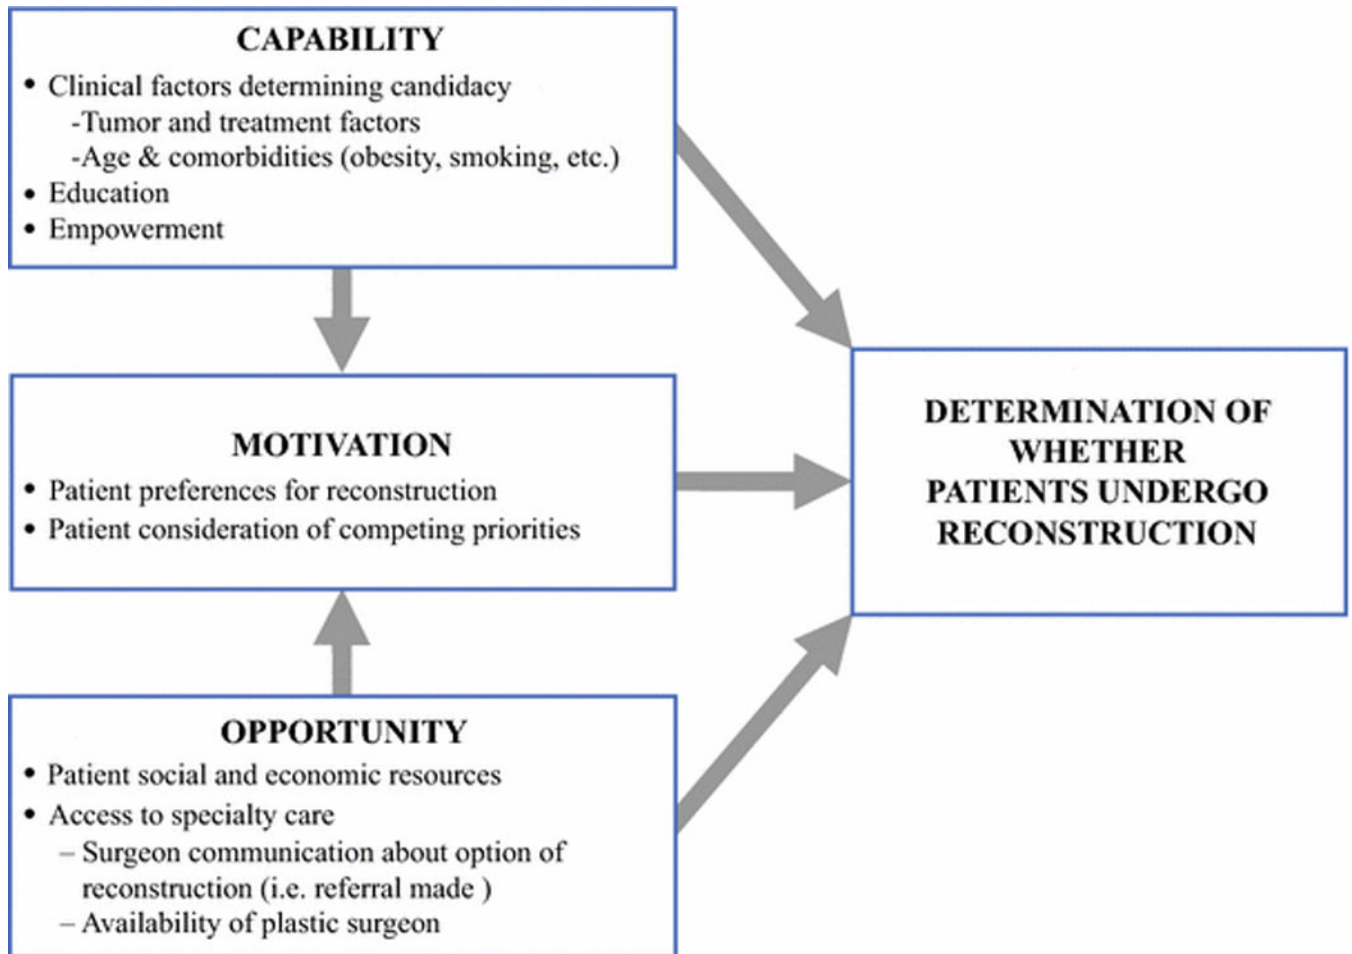 CAPABILITY
• Clinical factors determining candidacy
-Tumor and treatment factors
-Age & comorbidities (obesity, smoking, etc.)
• Education
• Empowerment
MOTIVATION
• Patient preferences for reconstruction
• Patient consideration of competing priorities
OPPORTUNITY
• Patient social and economic resources
• Access to specialty care
– Surgeon communication about option of
reconstruction (i.e. referral made )
– Availability of plastic surgeon
DETERMINATION OF
WHETHER
PATIENTS UNDERGO
RECONSTRUCTION